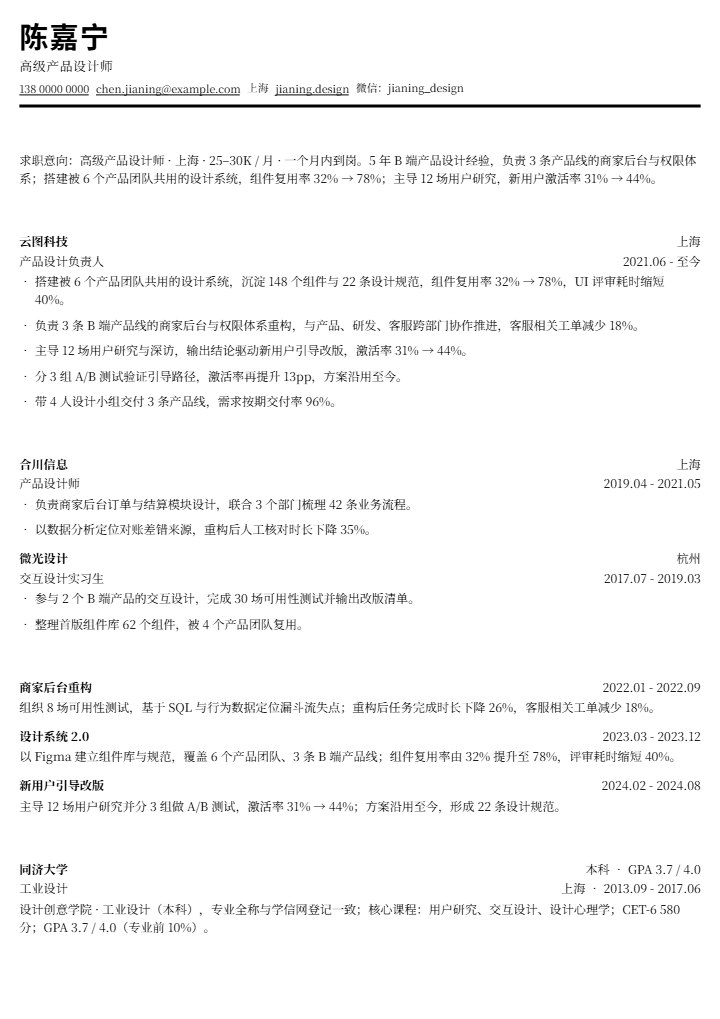 陈嘉宁
高级产品设计师
138 0000 0000 chen.jianing@example.com 上海 jianing.design 微信：jianing_design
求职意向：高级产品设计师 · 上海 · 25–30K / 月 · 一个月内到岗。5 年 B 端产品设计经验，负责 3 条产品线的商家后台与权限体
系；搭建被 6 个产品团队共用的设计系统，组件复用率 32% → 78%；主导 12 场用户研究，新用户激活率 31% → 44%。
云图科技 上海
产品设计负责人 2021.06 - 至今
· 搭建被 6 个产品团队共用的设计系统，沉淀 148 个组件与 22 条设计规范，组件复用率 32% → 78%，UI 评审耗时缩短
40%。
· 负责 3 条 B 端产品线的商家后台与权限体系重构，与产品、研发、客服跨部门协作推进，客服相关工单减少 18%。
· 主导 12 场用户研究与深访，输出结论驱动新用户引导改版，激活率 31% → 44%。
· 分 3 组 A/B 测试验证引导路径，激活率再提升 13pp，方案沿用至今。
· 带 4 人设计小组交付 3 条产品线，需求按期交付率 96%。
合川信息 上海
产品设计师 2019.04 - 2021.05
· 负责商家后台订单与结算模块设计，联合 3 个部门梳理 42 条业务流程。
· 以数据分析定位对账差错来源，重构后人工核对时长下降 35%。
微光设计 杭州
交互设计实习生 2017.07 - 2019.03
· 参与 2 个 B 端产品的交互设计，完成 30 场可用性测试并输出改版清单。
· 整理首版组件库 62 个组件，被 4 个产品团队复用。
商家后台重构 2022.01 - 2022.09
组织 8 场可用性测试，基于 SQL 与行为数据定位漏斗流失点；重构后任务完成时长下降 26%，客服相关工单减少 18%。
设计系统 2.0 2023.03 - 2023.12
以 Figma 建立组件库与规范，覆盖 6 个产品团队、3 条 B 端产品线；组件复用率由 32% 提升至 78%，评审耗时缩短 40%。
新用户引导改版 2024.02 - 2024.08
主导 12 场用户研究并分 3 组做 A/B 测试，激活率 31% → 44%；方案沿用至今，形成 22 条设计规范。
同济大学 本科 · GPA 3.7 / 4.0
工业设计 上海 · 2013.09 - 2017.06
设计创意学院 · 工业设计（本科），专业全称与学信网登记一致；核心课程：用户研究、交互设计、设计心理学；CET-6 580
分；GPA 3.7 / 4.0（专业前 10%）。